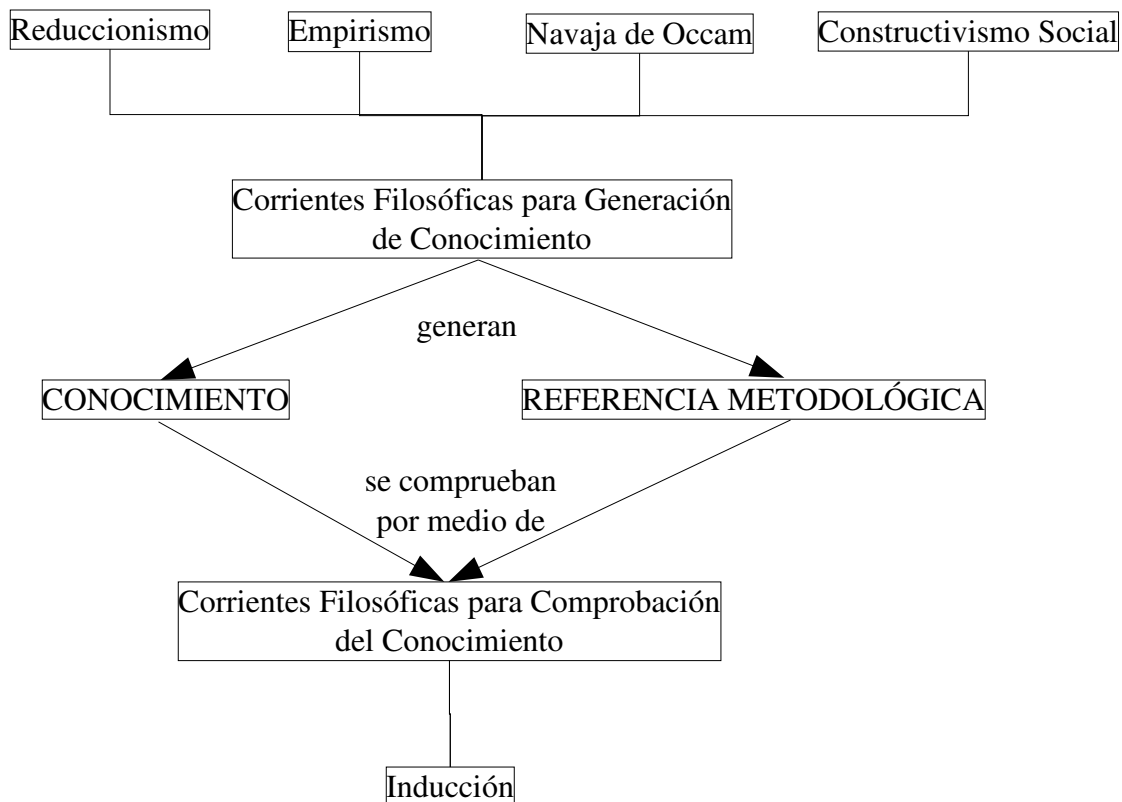 Reduccionismo
Empirismo
Navaja de Occam
Constructivismo Social
Corrientes Filosóficas para Generación
de Conocimiento
generan
CONOCIMIENTO
REFERENCIA METODOLÓGICA
se comprueban
por medio de
Corrientes Filosóficas para Comprobación
del Conocimiento
Inducción